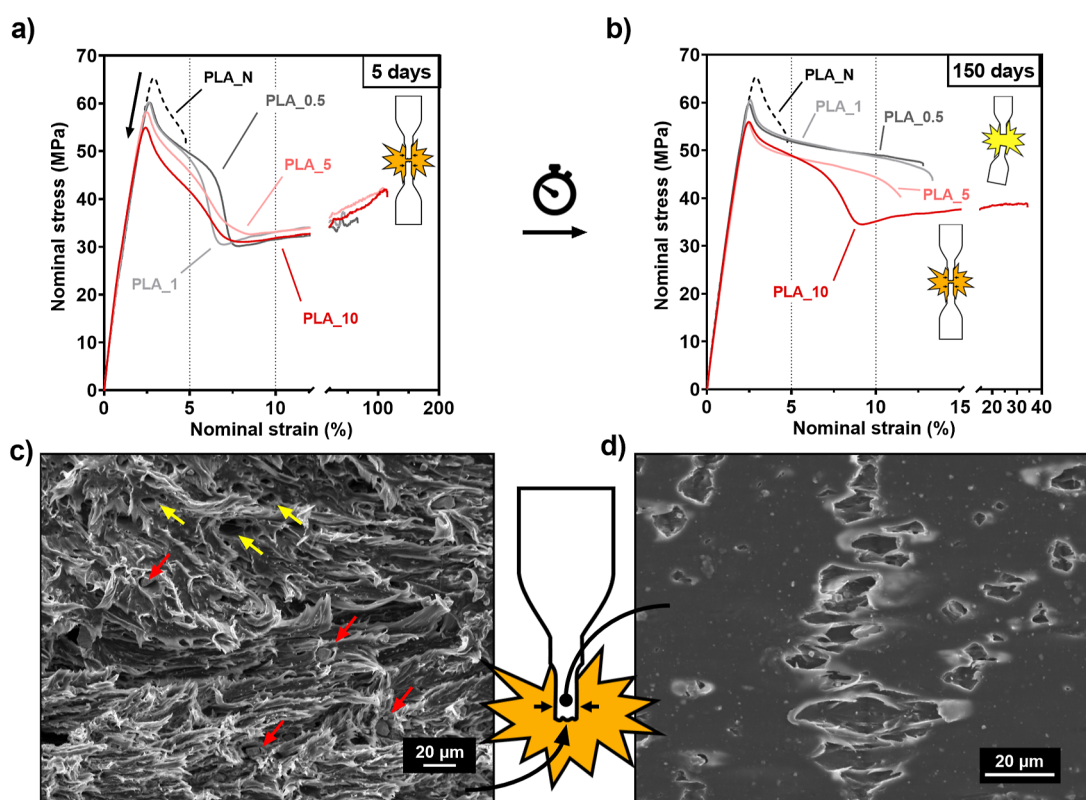 a)
70
60
50
40
30
20
10
0
Nominal stress (MPa)
5 days
PLA_N
PLA_0.5
PLA_5
PLA_1
PLA_10
0
5
10
100
200
Nominal strain (%)
b)
70
60
50
40
30
20
10
0
Nominal stress (MPa)
150 days
PLA_N
PLA_1
PLA_0.5
PLA_5
PLA_10
0
5
10
15
20
30
40
Nominal strain (%)
c)
20 µm
d)
20 µm